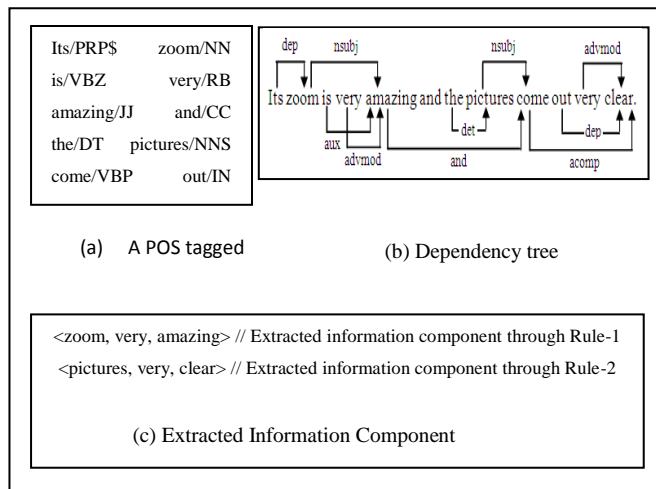 Its/PRP$ zoom/NN
is/VBZ very/RB
amazing/JJ and/CC
the/DT pictures/NNS
come/VBP out/IN
(a) A POS tagged
dep nsubj nsubj advmod
Its zoom is very amazing and the pictures come out very clear.
det dep
aux
advmod and acomp
(b) Dependency tree
<zoom, very, amazing> // Extracted information component through Rule-1
<pictures, very, clear> // Extracted information component through Rule-2
(c) Extracted Information Component